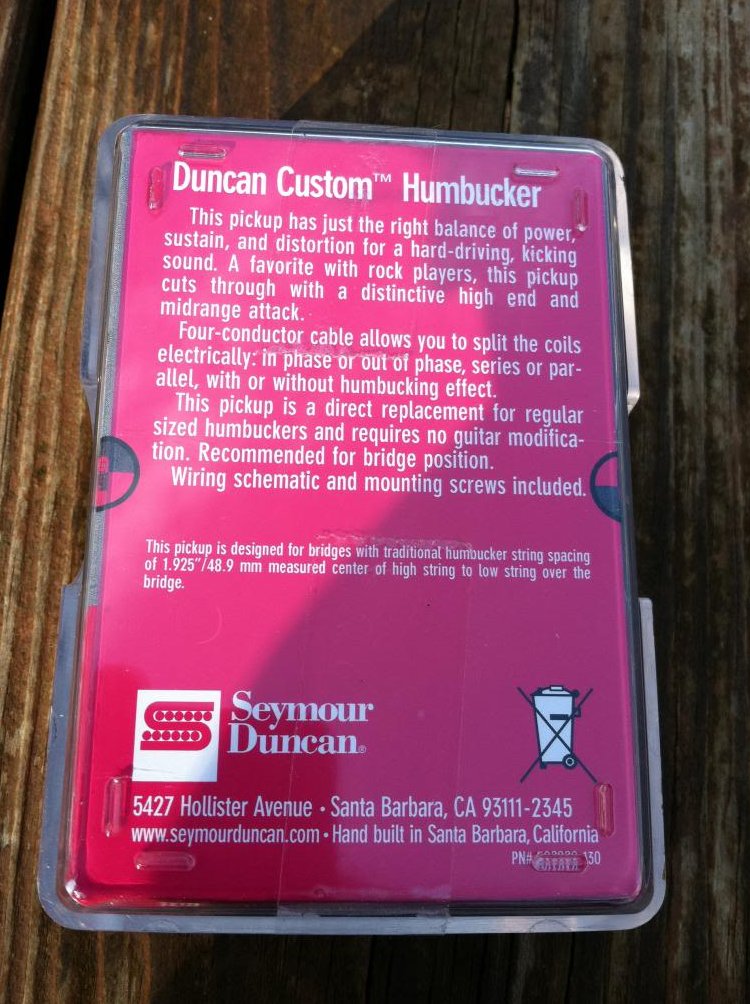 Duncan Custom™ Humbucker
This pickup has just the right balance of power,
sustain, and distortion for a hard-driving, kicking
sound. A favorite with rock players, this pickup
cuts through with a distinctive high end and
midrange attack.
Four-conductor cable allows you to split the coils
electrically: in phase or out of phase, series or par-
allel, with or without humbucking effect.
This pickup is a direct replacement for regular
sized humbuckers and requires no guitar modifica-
tion. Recommended for bridge position.
Wiring schematic and mounting screws included.
This pickup is designed for bridges with traditional humbucker string spacing
of 1.925"/48.9 mm measured center of high string to low string over the
bridge.
Seymour
Duncan®
5427 Hollister Avenue • Santa Barbara, CA 93111-2345
www.seymourduncan.com • Hand built in Santa Barbara, California
PN#